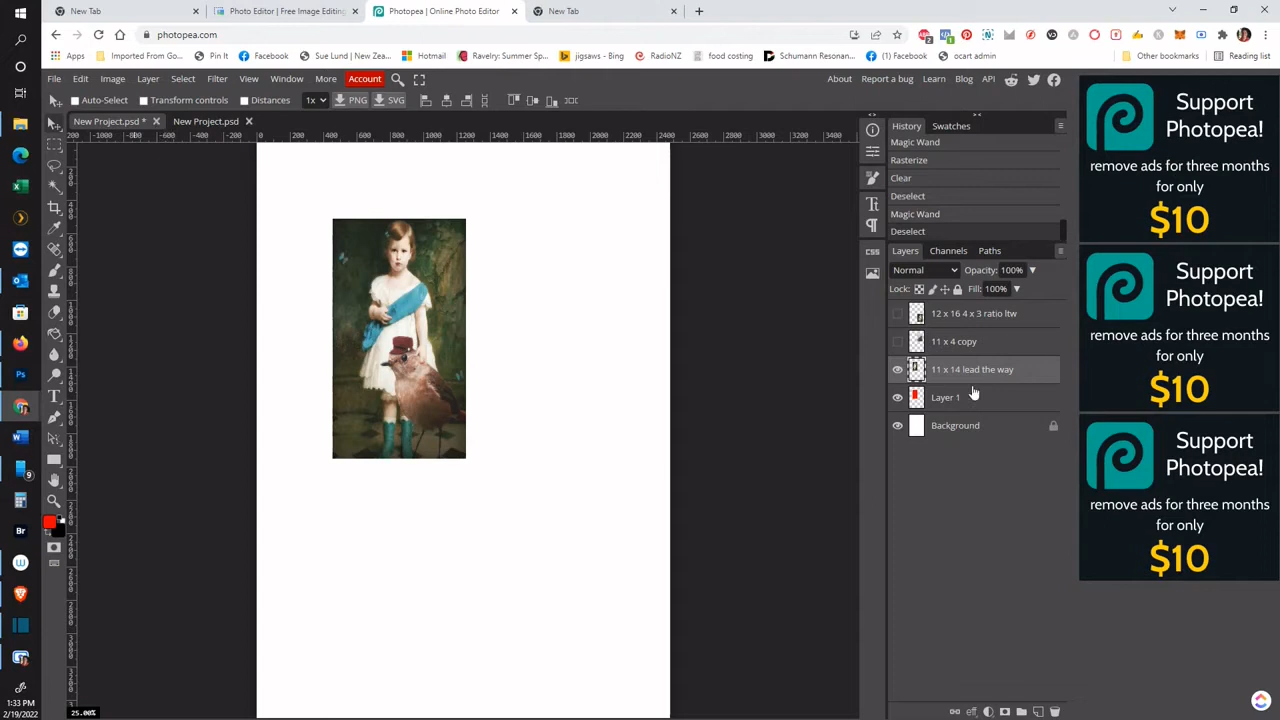 New Tab
Photo Editor | Free Image Editing
Photopea | Online Photo Editor
New Tab
photopea.com
Apps
Imported From Goo...
Pin It
Facebook
Sue Lund | New Zea...
Hotmail
Ravelry: Summer Sp...
jigsaws - Bing
RadioNZ
food costing
Schumann Resonan...
(1) Facebook
ocart admin
Other bookmarks
Reading list
File Edit Image Layer Select Filter View Window More Account
About Report a bug Learn Blog API
Auto-Select Transform controls Distances 1x PNG SVG
New Project.psd * New Project.psd
History Swatches
Magic Wand
Rasterize
Clear
Deselect
Magic Wand
Deselect
CSS
Layers Channels Paths
Normal Opacity: 100%
Lock: Fill: 100%
12 x 16 4 x 3 ratio ltw
11 x 4 copy
11 x 14 lead the way
Layer 1
Background
eff
25.00%
Support
Photopea!
remove ads for three months
for only
$10
Support
Photopea!
remove ads for three months
for only
$10
Support
Photopea!
remove ads for three months
for only
$10
Ps
Br
9
1:33 PM
2/19/2022